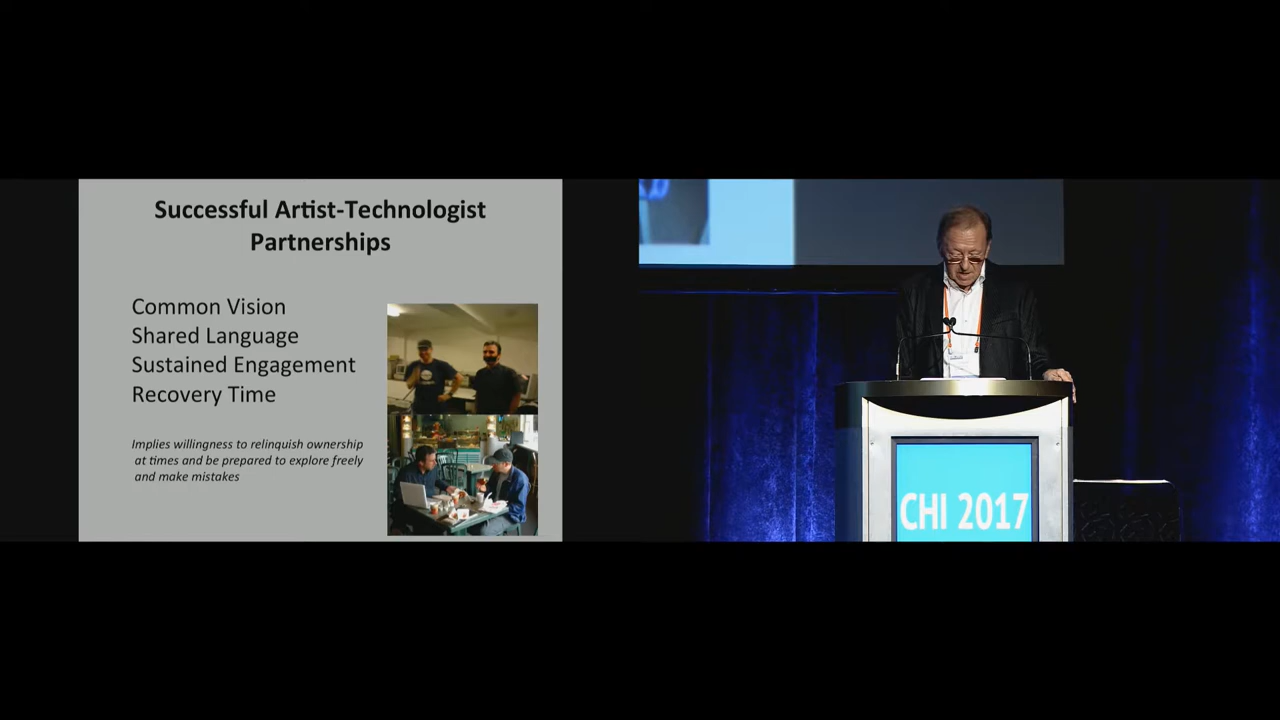 Successful Artist-Technologist
Partnerships
Common Vision
Shared Language
Sustained Engagement
Recovery Time
Implies willingness to relinquish ownership
at times and be prepared to explore freely
and make mistakes
CHI 2017